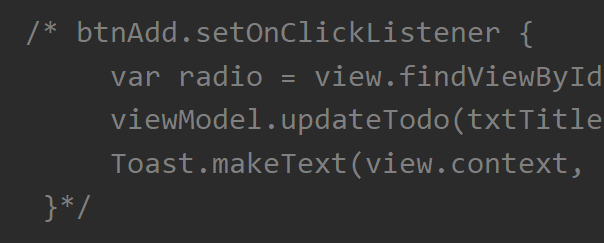 /* btnAdd.setOnClickListener {
var radio = view.findViewById
viewModel.updateTodo(txtTitle
Toast.makeText(view.context,
}*/